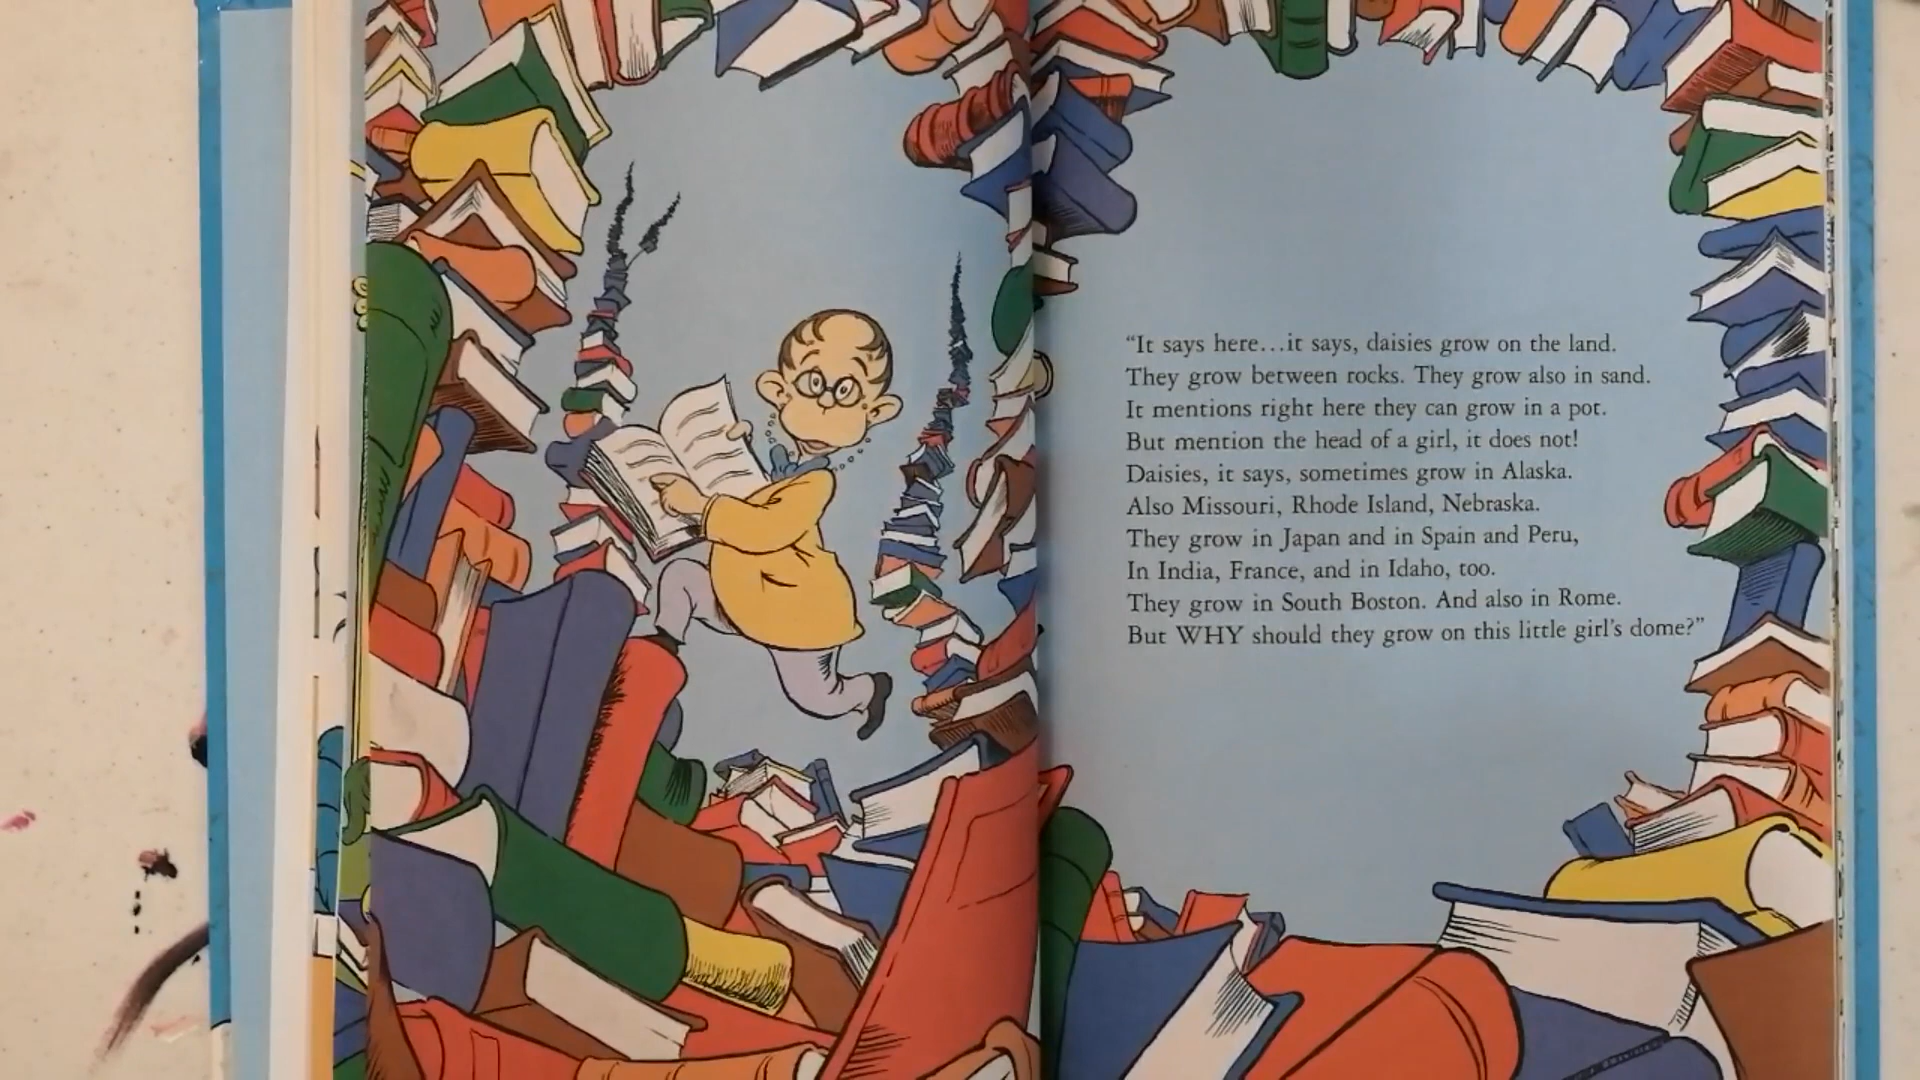 “It says here…it says, daisies grow on the land.
They grow between rocks. They grow also in sand.
It mentions right here they can grow in a pot.
But mention the head of a girl, it does not!
Daisies, it says, sometimes grow in Alaska.
Also Missouri, Rhode Island, Nebraska.
They grow in Japan and in Spain and Peru,
In India, France, and in Idaho, too.
They grow in South Boston. And also in Rome.
But WHY should they grow on this little girl’s dome?”